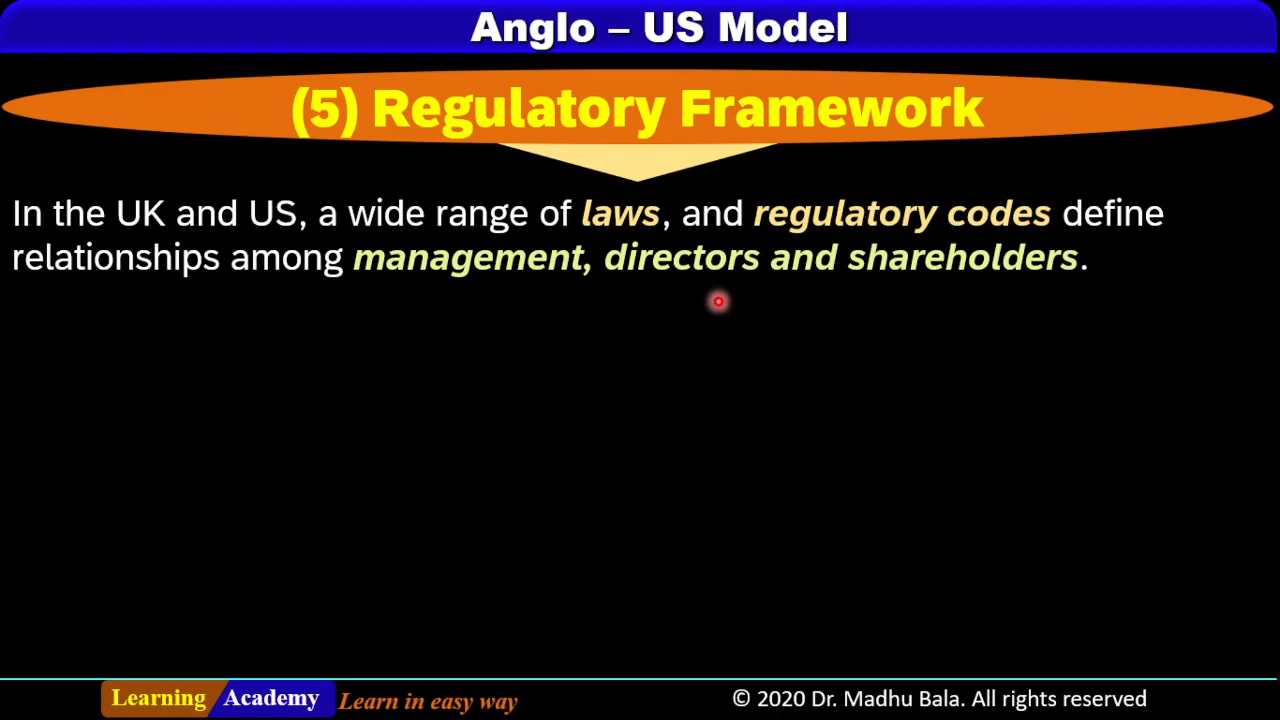 Anglo – US Model
(5) Regulatory Framework
In the UK and US, a wide range of laws, and regulatory codes define
relationships among management, directors and shareholders.
Learning Academy Learn in easy way
© 2020 Dr. Madhu Bala. All rights reserved